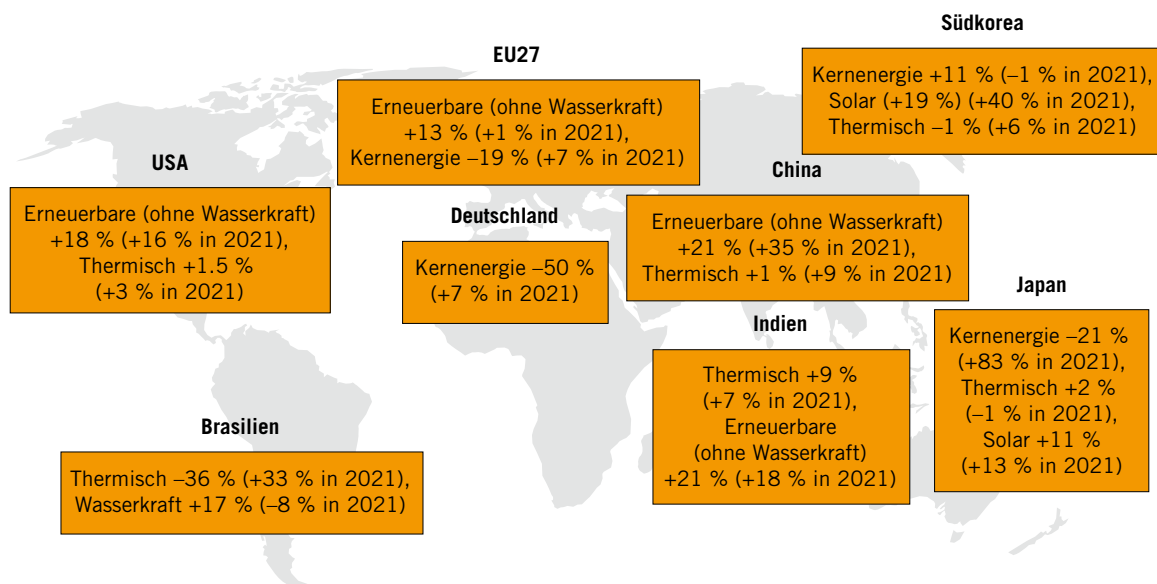 Südkorea
Kernenergie +11 % (–1 % in 2021),
Solar (+19 %) (+40 % in 2021),
Thermisch –1 % (+6 % in 2021)
EU27
Erneuerbare (ohne Wasserkraft)
+13 % (+1 % in 2021),
Kernenergie –19 % (+7 % in 2021)
USA
Erneuerbare (ohne Wasserkraft)
+18 % (+16 % in 2021),
Thermisch +1.5 %
(+3 % in 2021)
China
Erneuerbare (ohne Wasserkraft)
+21 % (+35 % in 2021),
Thermisch +1 % (+9 % in 2021)
Deutschland
Kernenergie –50 %
(+7 % in 2021)
Japan
Kernenergie –21 %
(+83 % in 2021),
Thermisch +2 %
(–1 % in 2021),
Solar +11 %
(+13 % in 2021)
Indien
Thermisch +9 %
(+7 % in 2021),
Erneuerbare
(ohne Wasserkraft)
+21 % (+18 % in 2021)
Brasilien
Thermisch –36 % (+33 % in 2021),
Wasserkraft +17 % (–8 % in 2021)